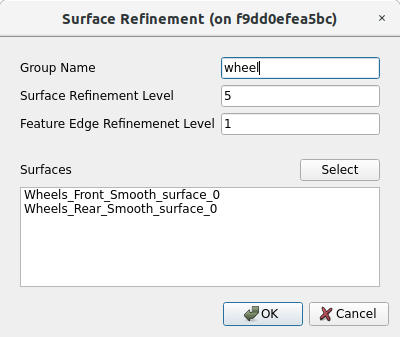 Surface Refinement (on f9dd0efea5bc)
×
Group Name wheel
Surface Refinement Level 5
Feature Edge Refinemenet Level 1
Surfaces Select
Wheels_Front_Smooth_surface_0
Wheels_Rear_Smooth_surface_0
OK Cancel